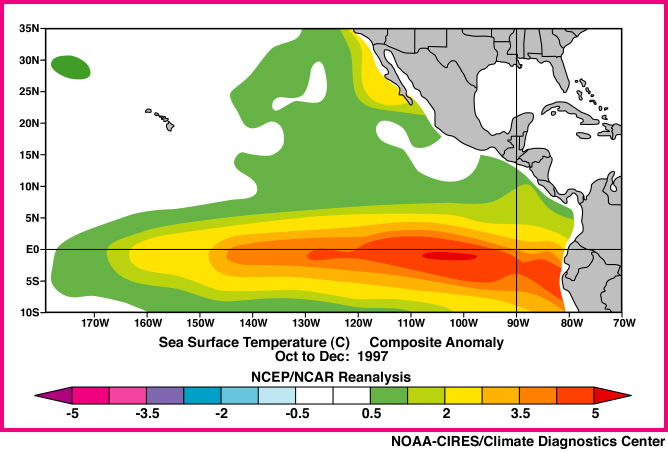 35N
30N
25N
20N
15N
10N
5N
E0
5S
10S
170W 160W 150W 140W 130W 120W 110W 100W 90W 80W 70W
Sea Surface Temperature (C) Composite Anomaly
Oct to Dec: 1997
NCEP/NCAR Reanalysis
-5 -3.5 -2 -0.5 0.5 2 3.5 5
NOAA-CIRES/Climate Diagnostics Center